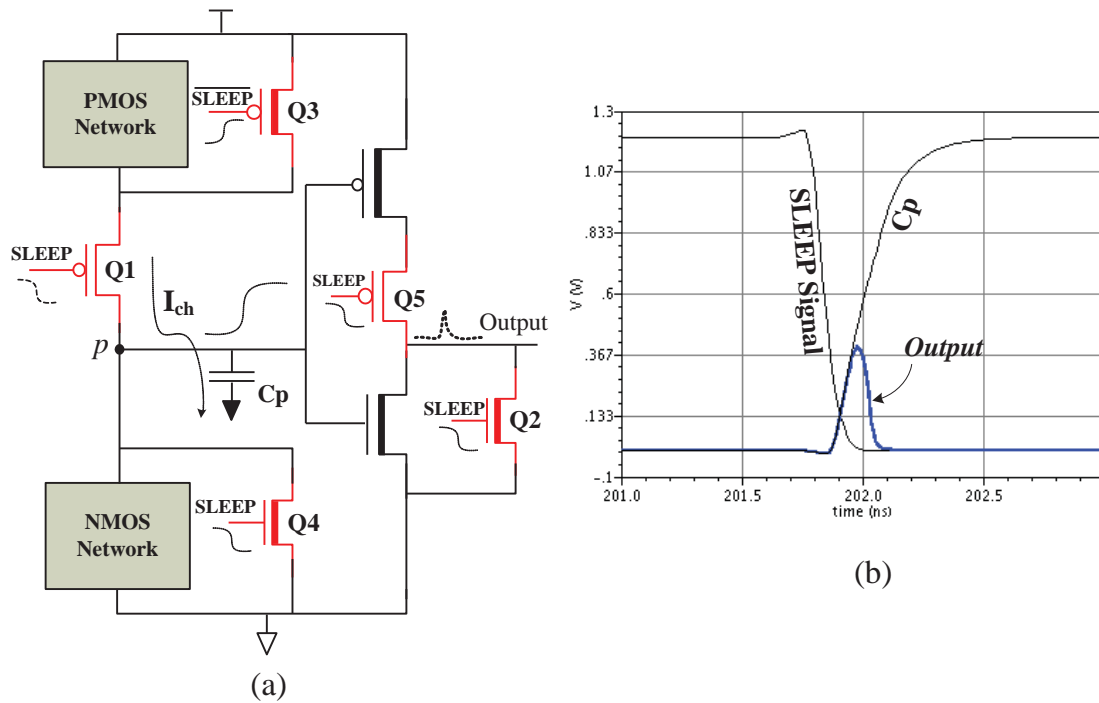 PMOS
Network
SLEEP
Q3
SLEEP
Q1
I_ch
p
Cp
SLEEP
Q5
Output
SLEEP
Q2
SLEEP
Q4
NMOS
Network
(a)
1.3
1.07
.833
.6
.367
.133
-.1
V (V)
201.0
201.5
202.0
202.5
time (ns)
SLEEP Signal
Cp
Output
(b)